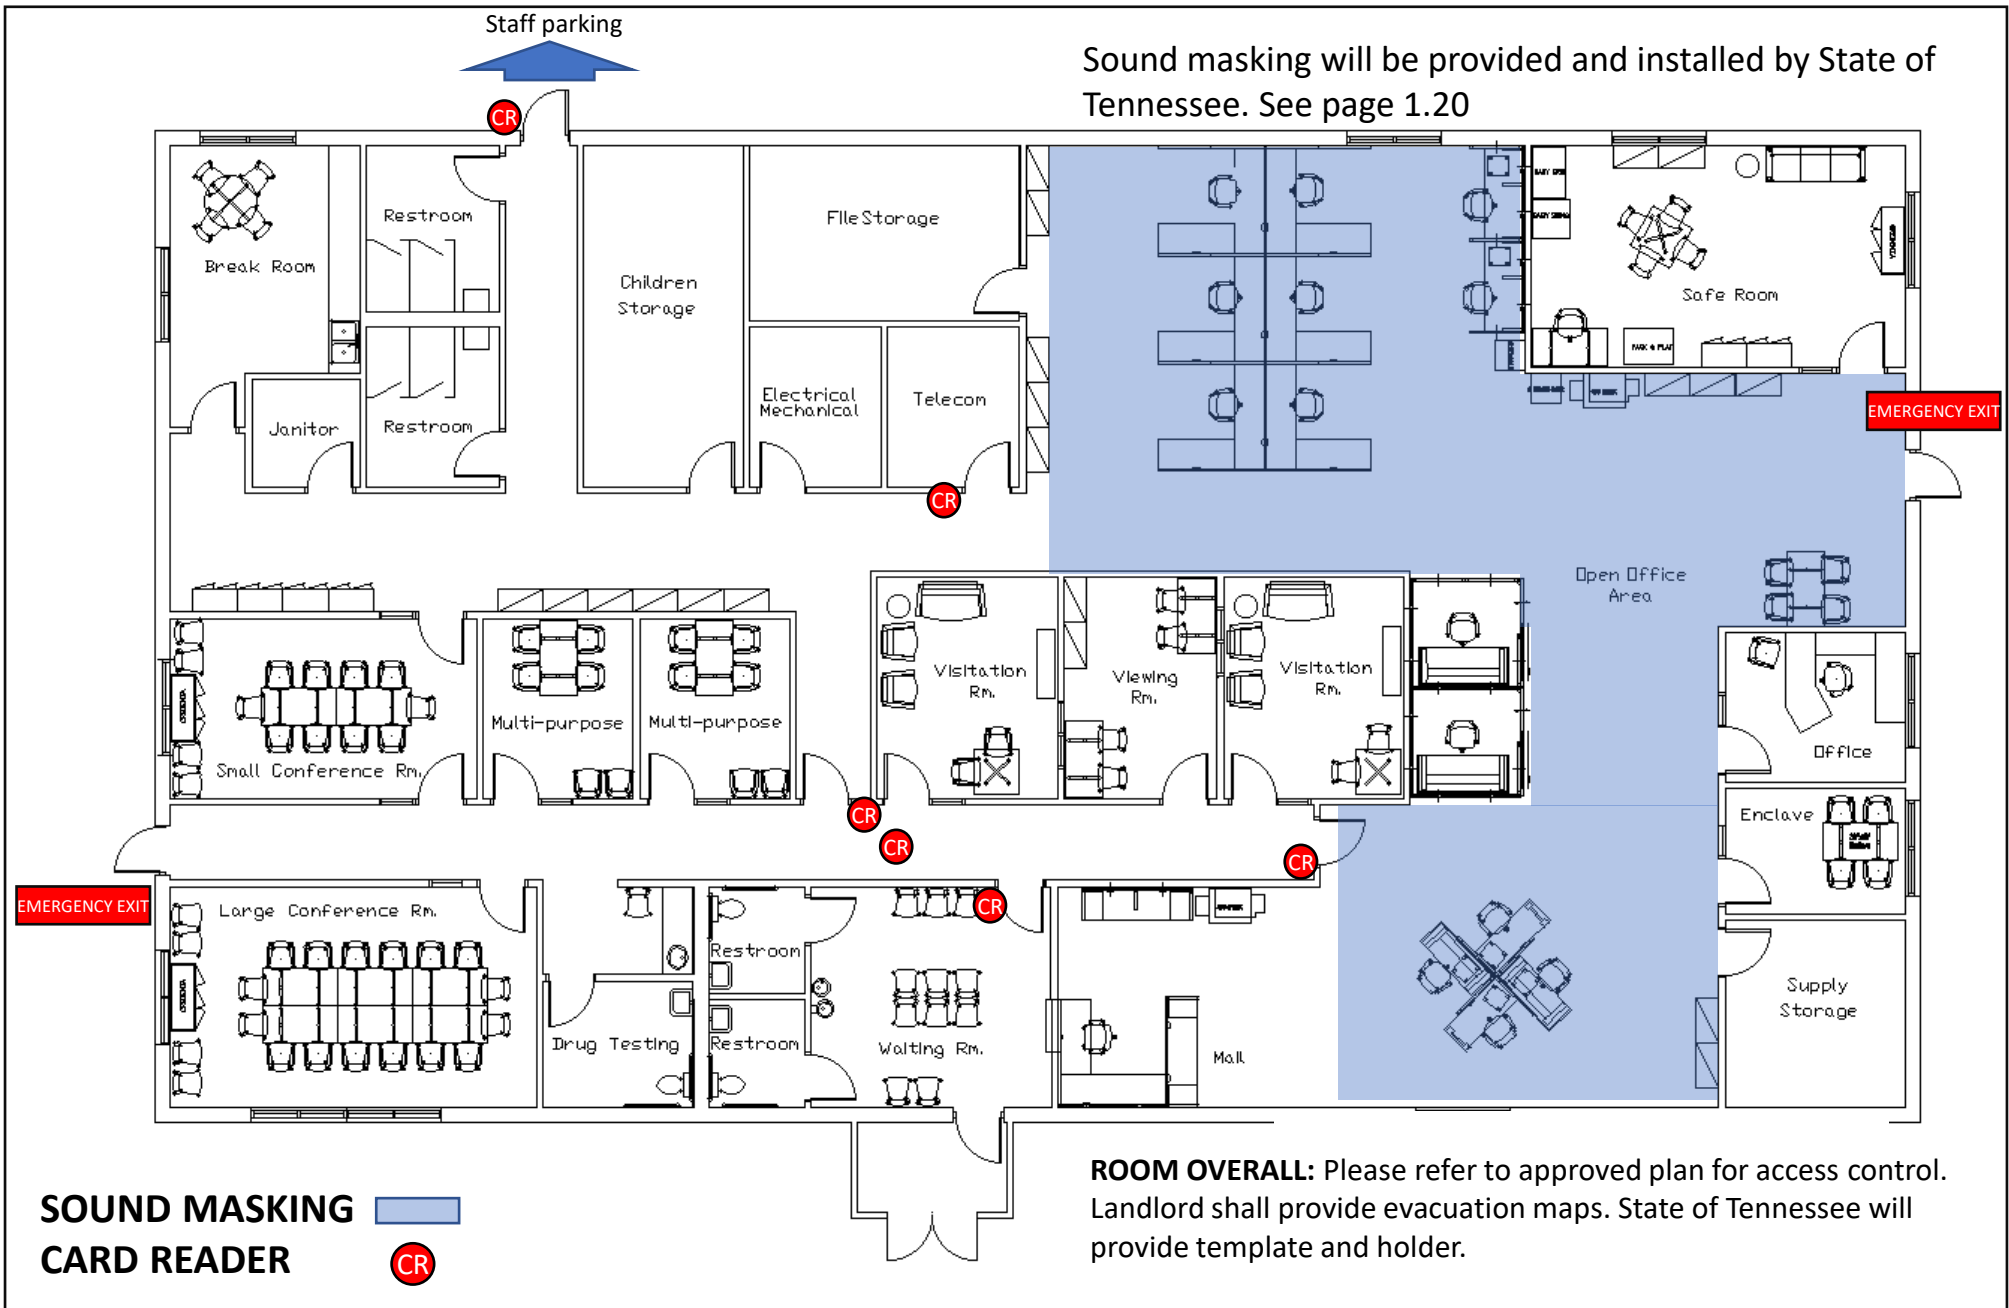 Staff parking
Sound masking will be provided and installed by State of
Tennessee. See page 1.20
CR
Restroom
File Storage
Break Room
Children
Storage
Safe Room
Electrical
Mechanical
Telecom
Janitor
Restroom
EMERGENCY EXIT
CR
Open Office
Area
Visitation
Rm.
Viewing
Rm.
Visitation
Rm.
Multi-purpose
Multi-purpose
Small Conference Rm.
Office
CR
CR
CR
Enclave
EMERGENCY EXIT
Large Conference Rm.
CR
Restroom
Supply
Storage
Drug Testing
Restroom
Waiting Rm.
Mail
ROOM OVERALL: Please refer to approved plan for access control.
Landlord shall provide evacuation maps. State of Tennessee will
provide template and holder.
SOUND MASKING
CARD READER
CR